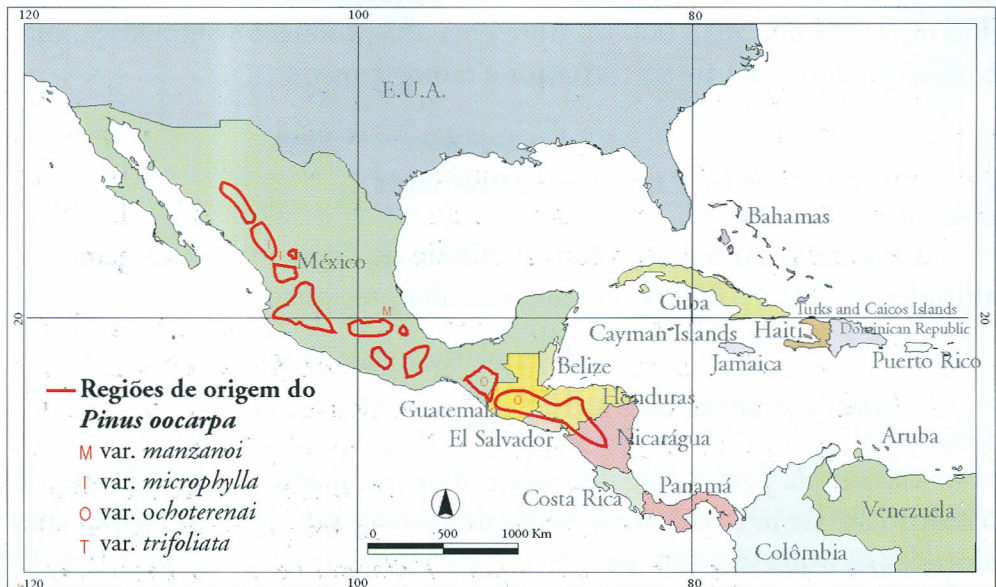 120
100
80
E.U.A.
Bahamas
México
Cuba
Turks and Caicos Islands
20
M
20
Cayman Islands
Haiti
Dominican Republic
Jamaica
Puerto Rico
Belize
O
Regiões de origem do
Pinus oocarpa
O
Honduras
Guatemala
M var. manzanoi
El Salvador
Nicarágua
Aruba
I var. microphylla
O var. ochoterenai
Costa Rica
Panamá
Venezuela
T var. trifoliata
0 500 1000 Km
Colômbia
120
100
80